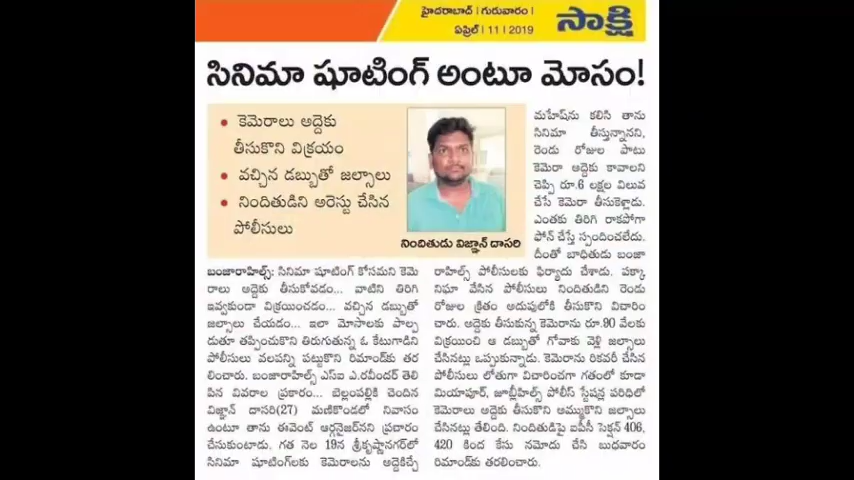 హైదరాబాద్ | గురువారం |
ఏప్రిల్ | 11 | 2019
సాక్షి
సినిమా షూటింగ్ అంటూ మోసం!
• కెమెరాలు అద్దెకు
తీసుకొని విక్రయం
• వచ్చిన డబ్బుతో జల్సాలు
• నిందితుడిని అరెస్టు చేసిన
పోలీసులు
నిందితుడు విజ్ఞాన్ దాసరి
బంజారాహిల్స్: సినిమా షూటింగ్ కోసమని కెమె
రాలు అద్దెకు తీసుకోవడం... వాటిని తిరిగి
ఇవ్వకుండా విక్రయించడం... వచ్చిన డబ్బుతో
జల్సాలు చేయడం... ఇలా మోసాలకు పాల్ప
డుతూ తప్పించుకొని తిరుగుతున్న ఓ కేటుగాడిని
పోలీసులు వలపన్ని పట్టుకొని రిమాండ్‌కు తర
లించారు. బంజారాహిల్స్ ఎస్ఐ ఎ.రవీందర్ తెలి
పిన వివరాల ప్రకారం... బెల్లంపల్లికి చెందిన
విజ్ఞాన్ దాసరి(27) మణికొండలో నివాసం
ఉంటూ తాను ఈవెంట్ ఆర్గనైజర్‌నని ప్రచారం
చేసుకుంటాడు. గత నెల 19న శ్రీకృష్ణానగర్‌లో
సినిమా షూటింగ్‌లకు కెమెరాలను అద్దెకిచ్చే
మహేష్‌ను కలిసి తాను
సినిమా తీస్తున్నానని,
రెండు రోజుల పాటు
కెమెరా అద్దెకు కావాలని
చెప్పి రూ.6 లక్షల విలువ
చేసే కెమెరా తీసుకెళ్లాడు.
ఎంతకు తిరిగి రాకపోగా
ఫోన్ చేస్తే స్పందించలేదు.
దీంతో బాధితుడు బంజా
రాహిల్స్ పోలీసులకు ఫిర్యాదు చేశాడు. పక్కా
నిఘా వేసిన పోలీసులు నిందితుడిని రెండు
రోజుల క్రితం అదుపులోకి తీసుకొని విచారిం
చారు. అద్దెకు తీసుకున్న కెమెరాను రూ.90 వేలకు
విక్రయించి ఆ డబ్బుతో గోవాకు వెళ్లి జల్సాలు
చేసినట్లు ఒప్పుకున్నాడు. కెమెరాను రికవరీ చేసిన
పోలీసులు లోతుగా విచారించగా గతంలో కూడా
మియాపూర్, జూబ్లీహిల్స్ పోలీస్ స్టేషన్ల పరిధిలో
కెమెరాలు అద్దెకు తీసుకొని అమ్ముకొని జల్సాలు
చేసినట్లు తేలింది. నిందితుడిపై ఐపీసీ సెక్షన్ 406,
420 కింద కేసు నమోదు చేసి బుధవారం
రిమాండ్‌కు తరలించారు.